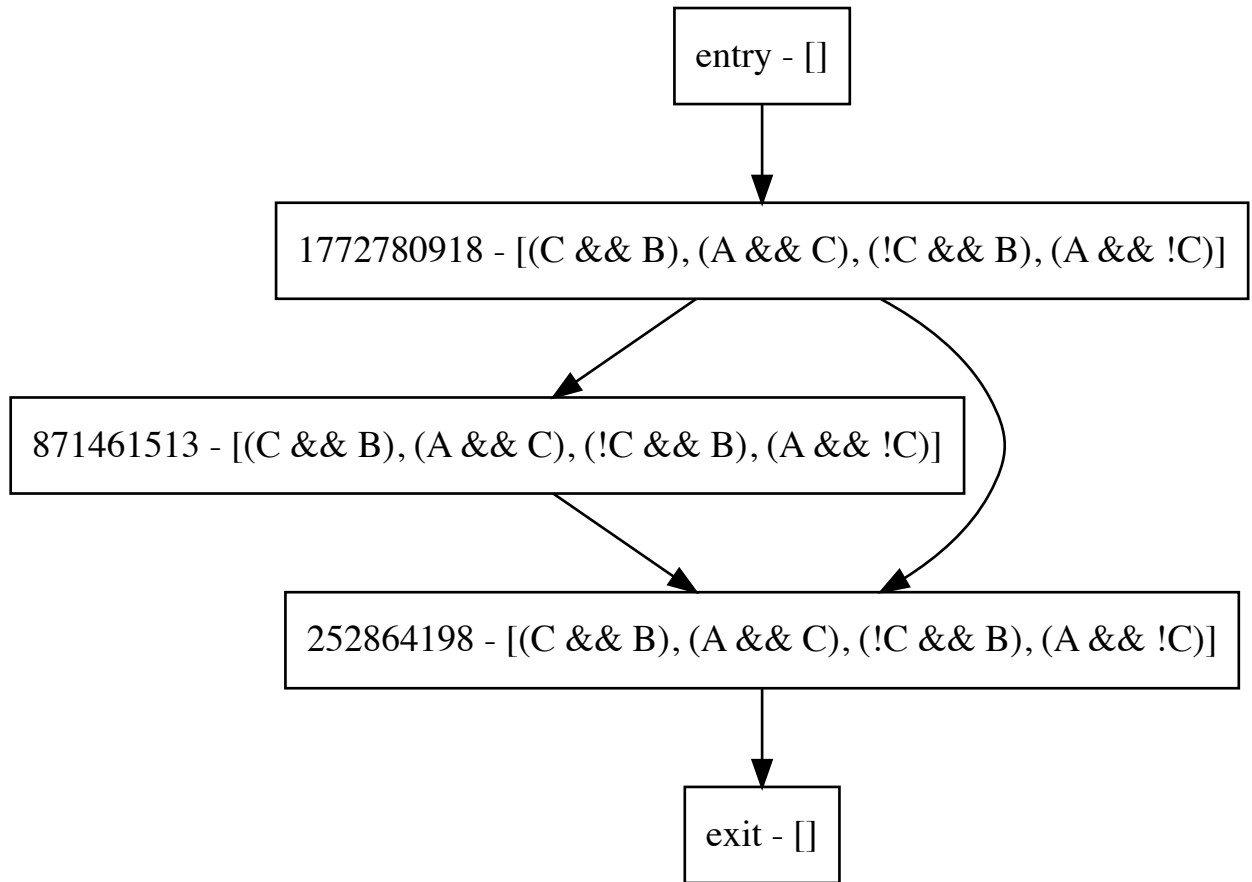 entry - []
1772780918 - [(C && B), (A && C), (!C && B), (A && !C)]
871461513 - [(C && B), (A && C), (!C && B), (A && !C)]
252864198 - [(C && B), (A && C), (!C && B), (A && !C)]
exit - []